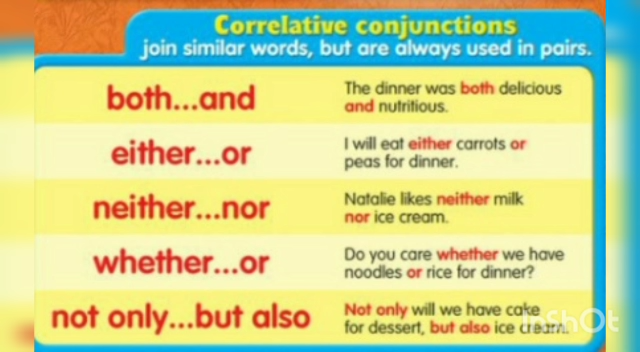 Correlative conjunctions
join similar words, but are always used in pairs.
both...and
The dinner was both delicious
and nutritious.
either...or
I will eat either carrots or
peas for dinner.
neither...nor
Natalie likes neither milk
nor ice cream.
whether...or
Do you care whether we have
noodles or rice for dinner?
not only...but also
Not only will we have cake
for dessert, but also ice cream.
InShOt